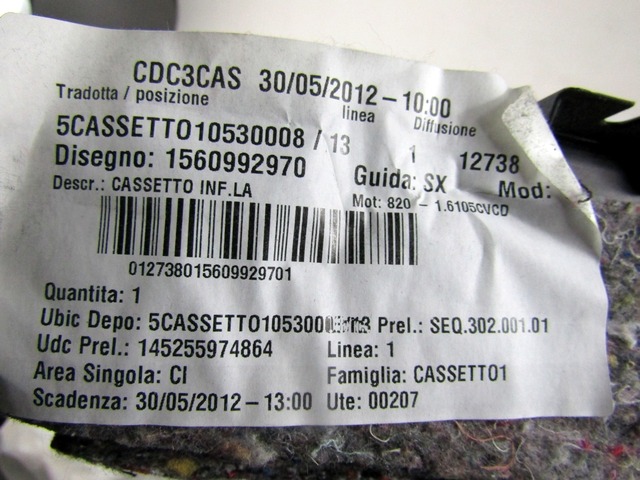 CDC3CAS 30/05/2012-10:00
Tradotta / posizione linea Diffusione
5CASSETTO10530008 / 13 1 12738
Disegno: 1560992970 Guida: SX Mod:
Descr.: CASSETTO INF.LA Mot: 820 - 1.6105CVCD
012738015609929701
Quantita: 1
Ubic Depo: 5CASSETTO105300 Prel.: SEQ.302.001.01
Udc Prel.: 145255974864 Linea: 1
Area Singola: CI Famiglia: CASSETTO1
Scadenza: 30/05/2012-13:00 Ute: 00207